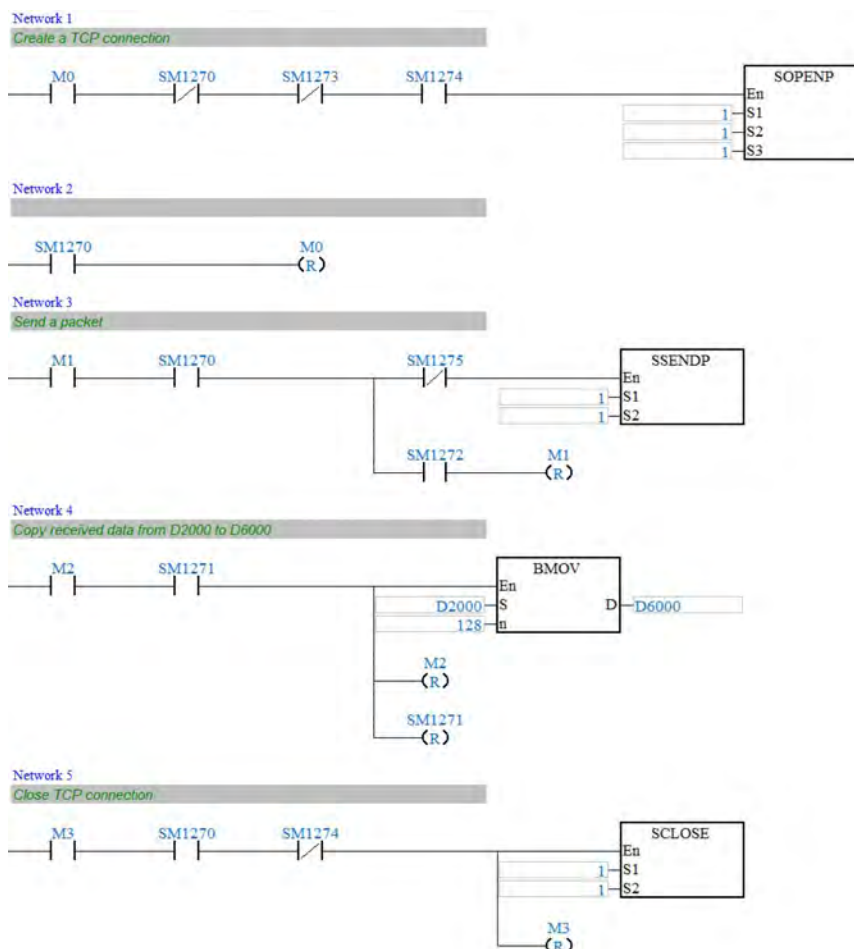 Network 1
Create a TCP connection
M0 SM1270 SM1273 SM1274 SOPENP
En
1 S1
1 S2
1 S3
Network 2
SM1270 M0
(R)
Network 3
Send a packet
M1 SM1270 SM1275 SSENDP
En
1 S1
1 S2
SM1272 M1
(R)
Network 4
Copy received data from D2000 to D6000
M2 SM1271 BMOV
En
D2000 S D D6000
128 n
M2
(R)
SM1271
(R)
Network 5
Close TCP connection
M3 SM1270 SM1274 SCLOSE
En
1 S1
1 S2
M3
(R)